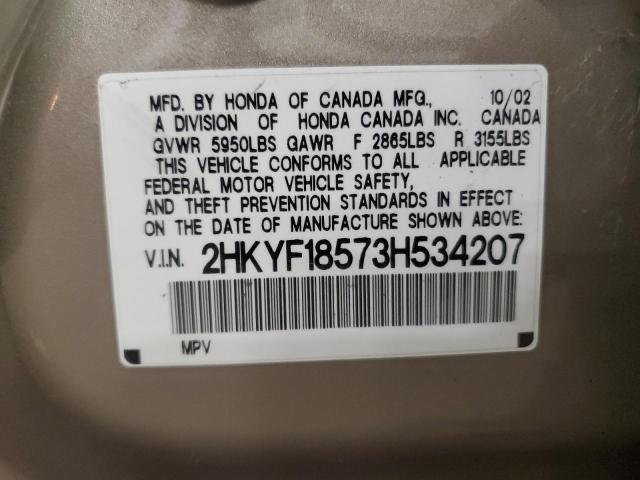 MFD. BY HONDA OF CANADA MFG., 10/02
A DIVISION OF HONDA CANADA INC. CANADA
GVWR 5950LBS GAWR F 2865LBS R 3155LBS
THIS VEHICLE CONFORMS TO ALL APPLICABLE
FEDERAL MOTOR VEHICLE SAFETY,
AND THEFT PREVENTION STANDARDS IN EFFECT
ON THE DATE OF MANUFACTURE SHOWN ABOVE:
V.I.N. 2HKYF18573H534207
MPV